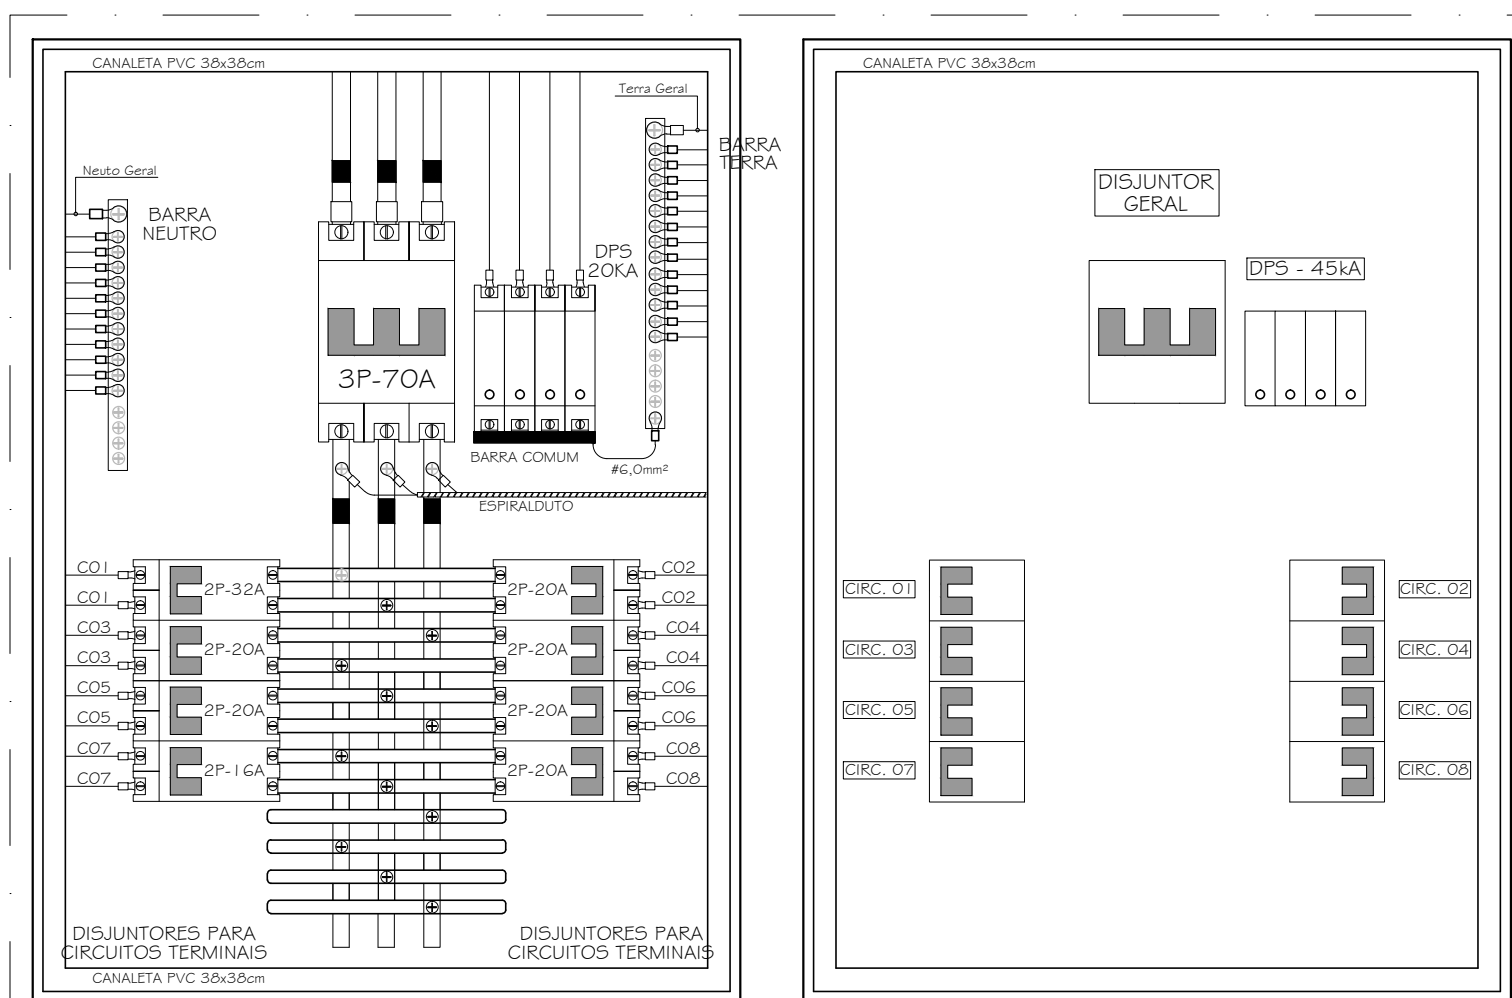 CANALETA PVC 38x38cm
Terra Geral
BARRA
TERRA
Neuto Geral
BARRA
NEUTRO
DPS
20KA
3P-70A
BARRA COMUM
#6,0mm²
ESPIRALDUTO
C01
2P-32A
2P-20A
C02
C01
C02
C03
2P-20A
2P-20A
C04
C03
C04
C05
2P-20A
2P-20A
C06
C05
C06
C07
2P-16A
2P-20A
C08
C07
C08
DISJUNTORES PARA
CIRCUITOS TERMINAIS
DISJUNTORES PARA
CIRCUITOS TERMINAIS
CANALETA PVC 38x38cm
CANALETA PVC 38x38cm
DISJUNTOR
GERAL
DPS - 45kA
CIRC. 01
CIRC. 02
CIRC. 03
CIRC. 04
CIRC. 05
CIRC. 06
CIRC. 07
CIRC. 08